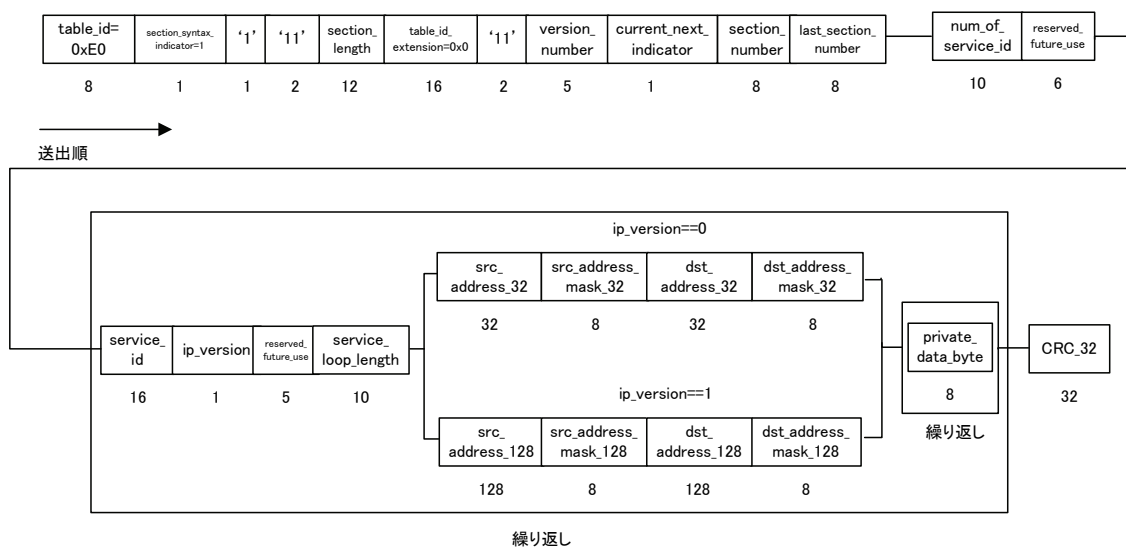 table_id=
0xE0
section_syntax_
indicator=1
‘1’
‘11’
section_
length
table_id_
extension=0x0
‘11’
version_
number
current_next_
indicator
section_
number
last_section_
number
num_of_
service_id
reserved_
future_use
8
1
1
2
12
16
2
5
1
8
8
10
6
送出順
ip_version==0
src_
address_32
src_address_
mask_32
dst_
address_32
dst_address_
mask_32
32
8
32
8
service_
id
ip_version
reserved_
future_use
service_
loop_length
16
1
5
10
private_
data_byte
8
繰り返し
CRC_32
32
ip_version==1
src_
address_128
src_address_
mask_128
dst_
address_128
dst_address_
mask_128
128
8
128
8
繰り返し